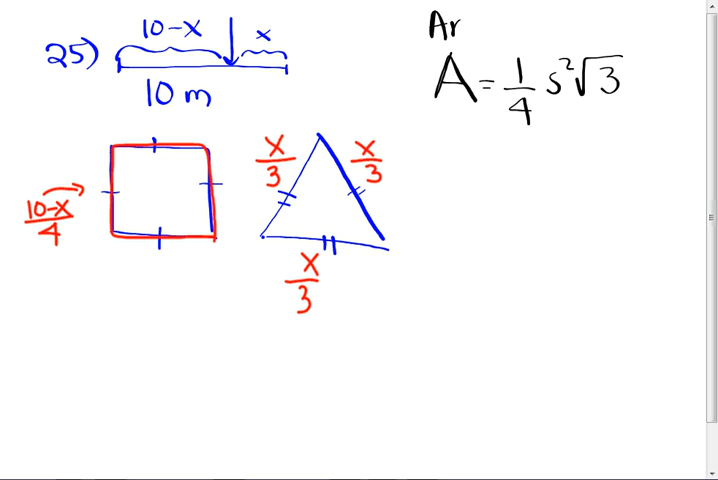 25)
10-x
x
10 m
Ar
A = 1/4 s²√3
10-x/4
x/3
x/3
x/3